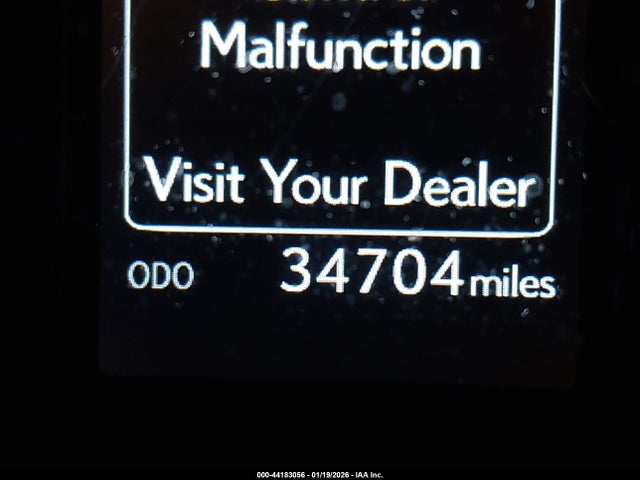 Malfunction
Visit Your Dealer
ODO 34704 miles
000-44183056 - 01/19/2026 - IAA Inc.